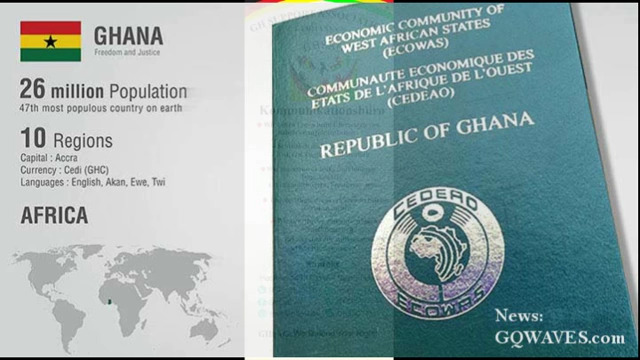 GHANA
Freedom and Justice
26 million Population
47th most populous country on earth
10 Regions
Capital : Accra
Currency : Cedi (GHC)
Languages : English, Akan, Ewe, Twi
AFRICA
ECONOMIC COMMUNITY OF
WEST AFRICAN STATES
(ECOWAS)
COMMUNAUTE ECONOMIQUE DES
ETATS DE L'AFRIQUE DE L'OUEST
(CEDEAO)
REPUBLIC OF GHANA
CEDEAO
ECOWAS
News:
GQWAVES.com